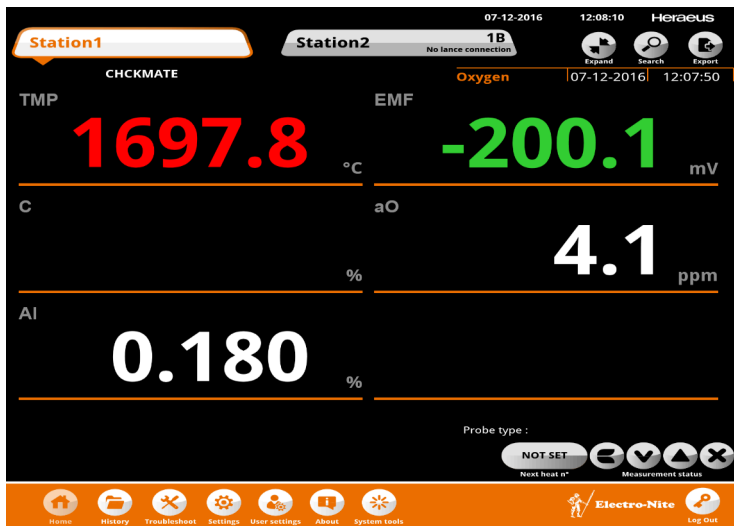 07-12-2016 12:08:10 Heraeus
Station1
Station2
1B
No lance connection
Expand Search Export
CHCKMATE
Oxygen 07-12-2016 12:07:50
TMP
1697.8 °C
EMF
-200.1 mV
C
%
aO
4.1 ppm
Al
0.180 %
Probe type :
NOT SET
Next heat n° Measurement status
Home History Troubleshoot Settings User settings About System tools
Electro-Nite
Log Out